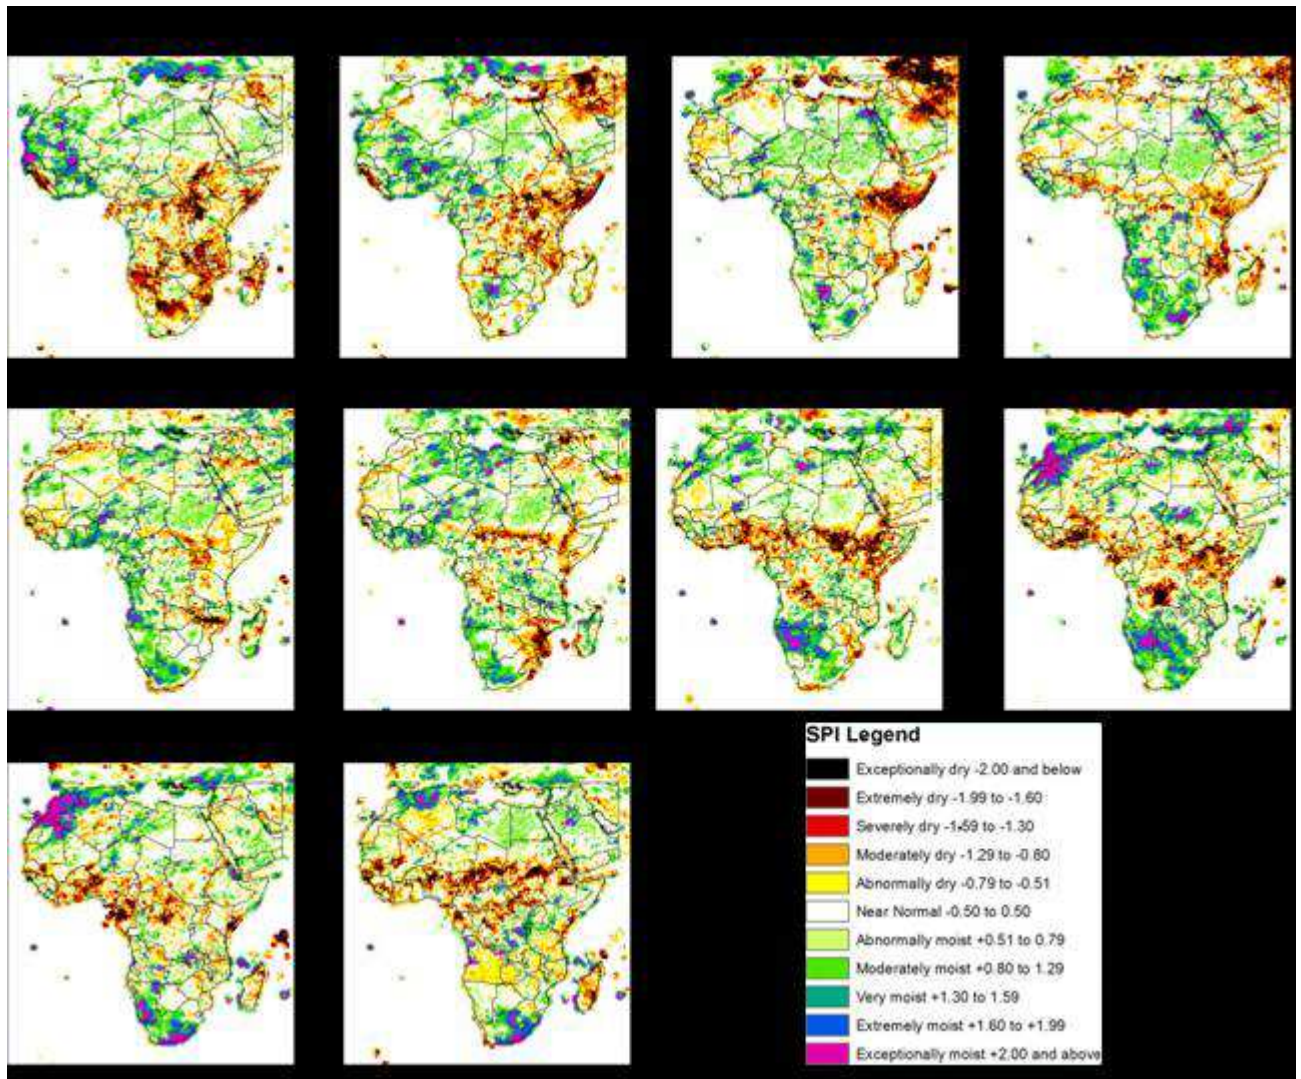 SPI Legend
Exceptionally dry -2.00 and below
Extremely dry -1.99 to -1.60
Severely dry -1.59 to -1.30
Moderately dry -1.29 to -0.80
Abnormally dry -0.79 to -0.51
Near Normal -0.50 to 0.50
Abnormally moist +0.51 to 0.79
Moderately moist +0.80 to 1.29
Very moist +1.30 to 1.59
Extremely moist +1.60 to +1.99
Exceptionally moist +2.00 and above